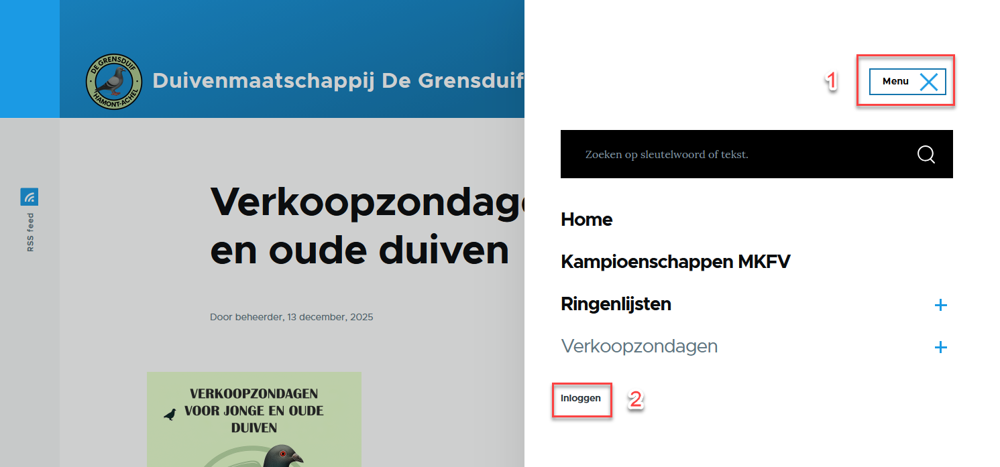 DE GRENSDUIF
HAMONT-ACHEL
Duivenmaatschappij De Grensduif
RSS feed
en oude duiven
Door beheerder, 13 december, 2025
VERKOOPZONDAGEN
VOOR JONGE EN OUDE
DUIVEN
1
Menu
Zoeken op sleutelwoord of tekst.
Home
Kampioenschappen MKFV
Ringenlijsten
Verkoopzondagen
Inloggen
2